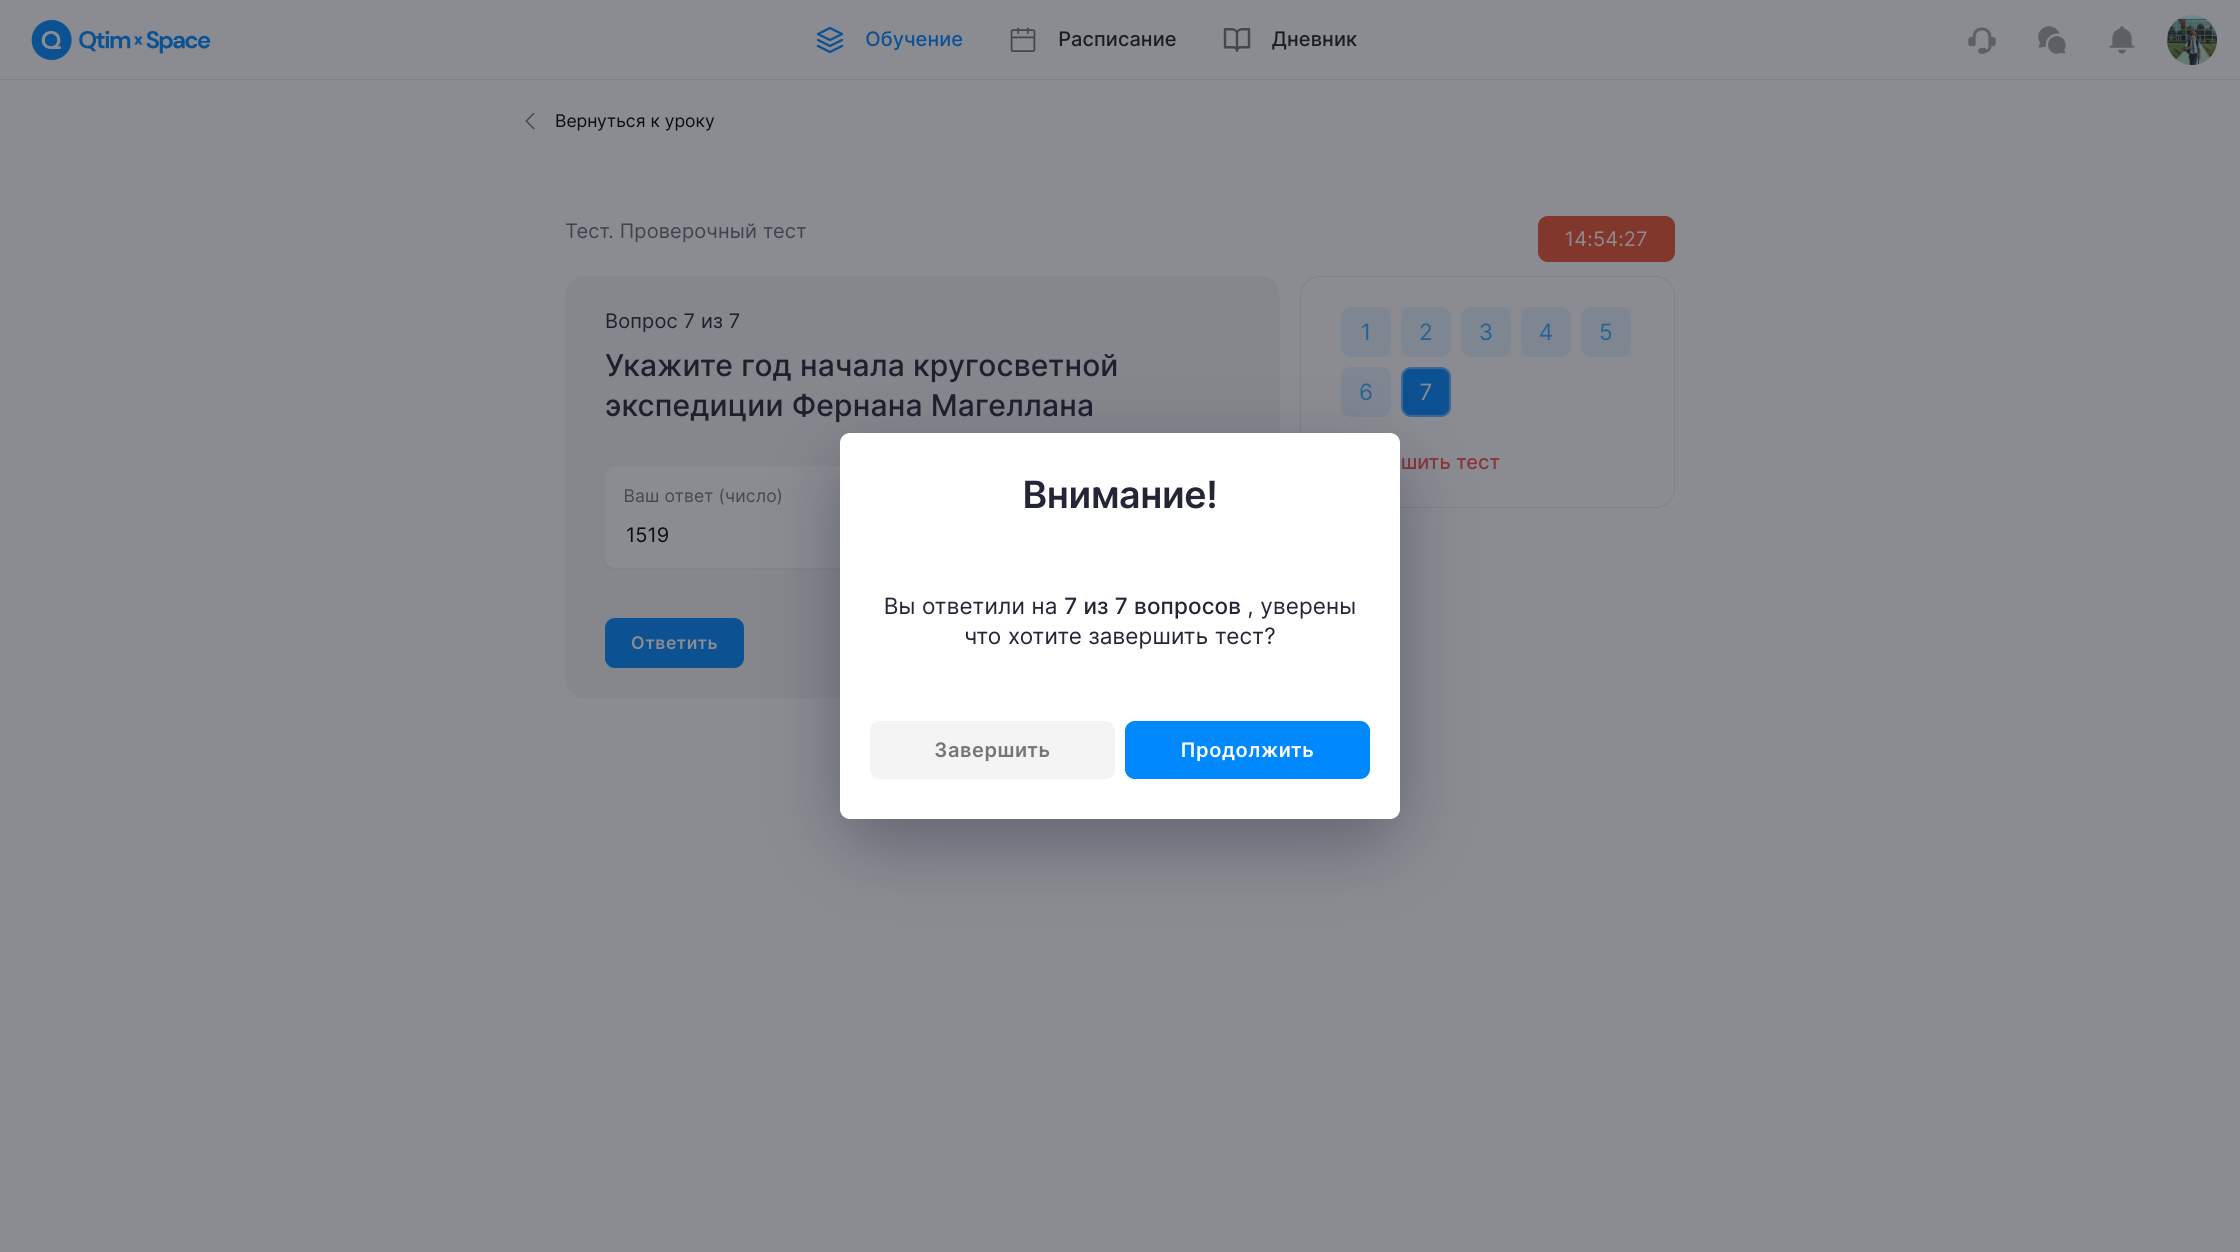 Qtim x Space
Обучение
Расписание
Дневник
Вернуться к уроку
Тест. Проверочный тест
14:54:27
Вопрос 7 из 7
Укажите год начала кругосветной
экспедиции Фернана Магеллана
Ваш ответ (число)
1519
Ответить
1 2 3 4 5
6 7
шить тест
Внимание!
Вы ответили на 7 из 7 вопросов , уверены
что хотите завершить тест?
Завершить
Продолжить